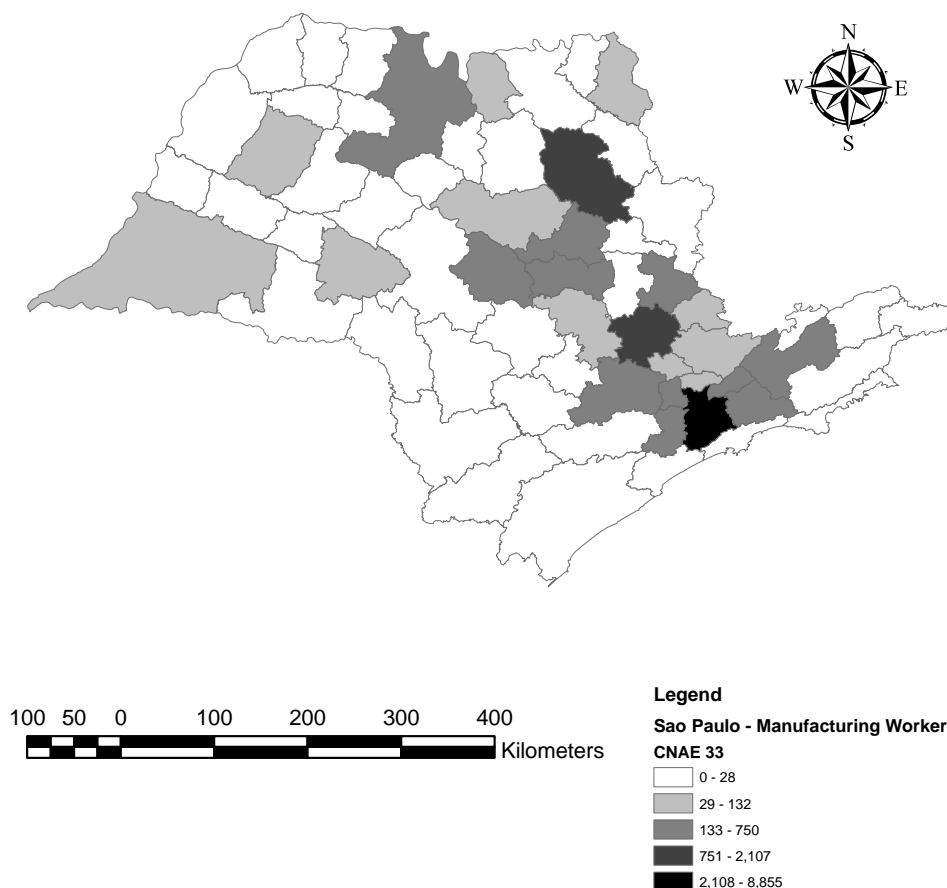 N
W E
S
100 50 0 100 200 300 400
Kilometers
Legend
Sao Paulo - Manufacturing Worker
CNAE 33
0 - 28
29 - 132
133 - 750
751 - 2,107
2,108 - 8,855